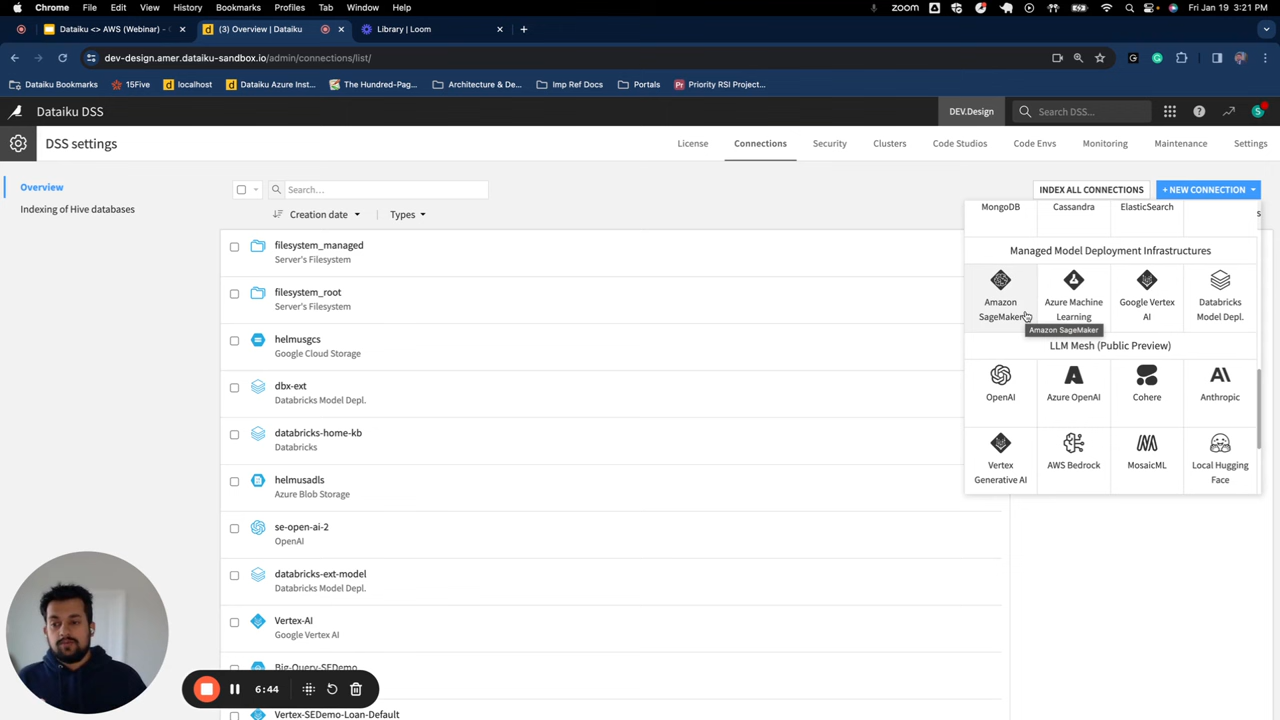 Chrome File Edit View History Bookmarks Profiles Tab Window Help zoom Fri Jan 19 3:21 PM
Dataiku <> AWS (Webinar) - (3) Overview | Dataiku Library | Loom
dev-design.amer.dataiku-sandbox.io/admin/connections/list/
Dataiku Bookmarks 15Five localhost Dataiku Azure Inst... The Hundred-Pag... Architecture & De... Imp Ref Docs Portals Priority RSI Project...
Dataiku DSS DEV.Design Search DSS... S
DSS settings License Connections Security Clusters Code Studios Code Envs Monitoring Maintenance Settings
Overview
Indexing of Hive databases
Search...
INDEX ALL CONNECTIONS + NEW CONNECTION
Creation date Types
filesystem_managed
Server's Filesystem
filesystem_root
Server's Filesystem
helmusgcs
Google Cloud Storage
dbx-ext
Databricks Model Depl.
databricks-home-kb
Databricks
helmusadls
Azure Blob Storage
se-open-ai-2
OpenAI
databricks-ext-model
Databricks Model Depl.
Vertex-AI
Google Vertex AI
Big-Query-SEDemo
Vertex-SEDemo-Loan-Default
MongoDB Cassandra ElasticSearch
Managed Model Deployment Infrastructures
Amazon SageMaker
Azure Machine Learning
Google Vertex AI
Databricks Model Depl.
Amazon SageMaker
LLM Mesh (Public Preview)
OpenAI Azure OpenAI Cohere Anthropic
Vertex Generative AI
AWS Bedrock
MosaicML
Local Hugging Face
6:44